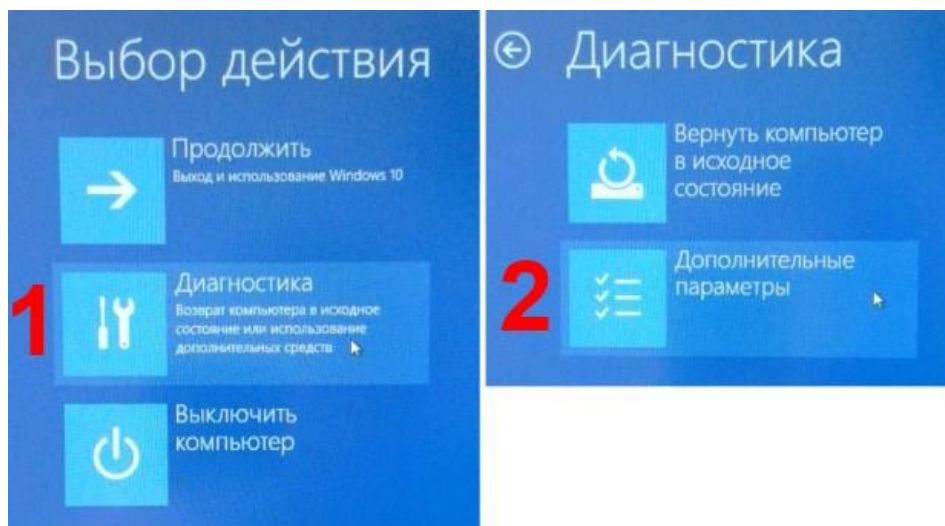 Выбор действия
Продолжить
Выход и использование Windows 10
1
Диагностика
Возврат компьютера в исходное
состояние или использование
дополнительных средств
Выключить
компьютер
Диагностика
Вернуть компьютер
в исходное
состояние
2
Дополнительные
параметры